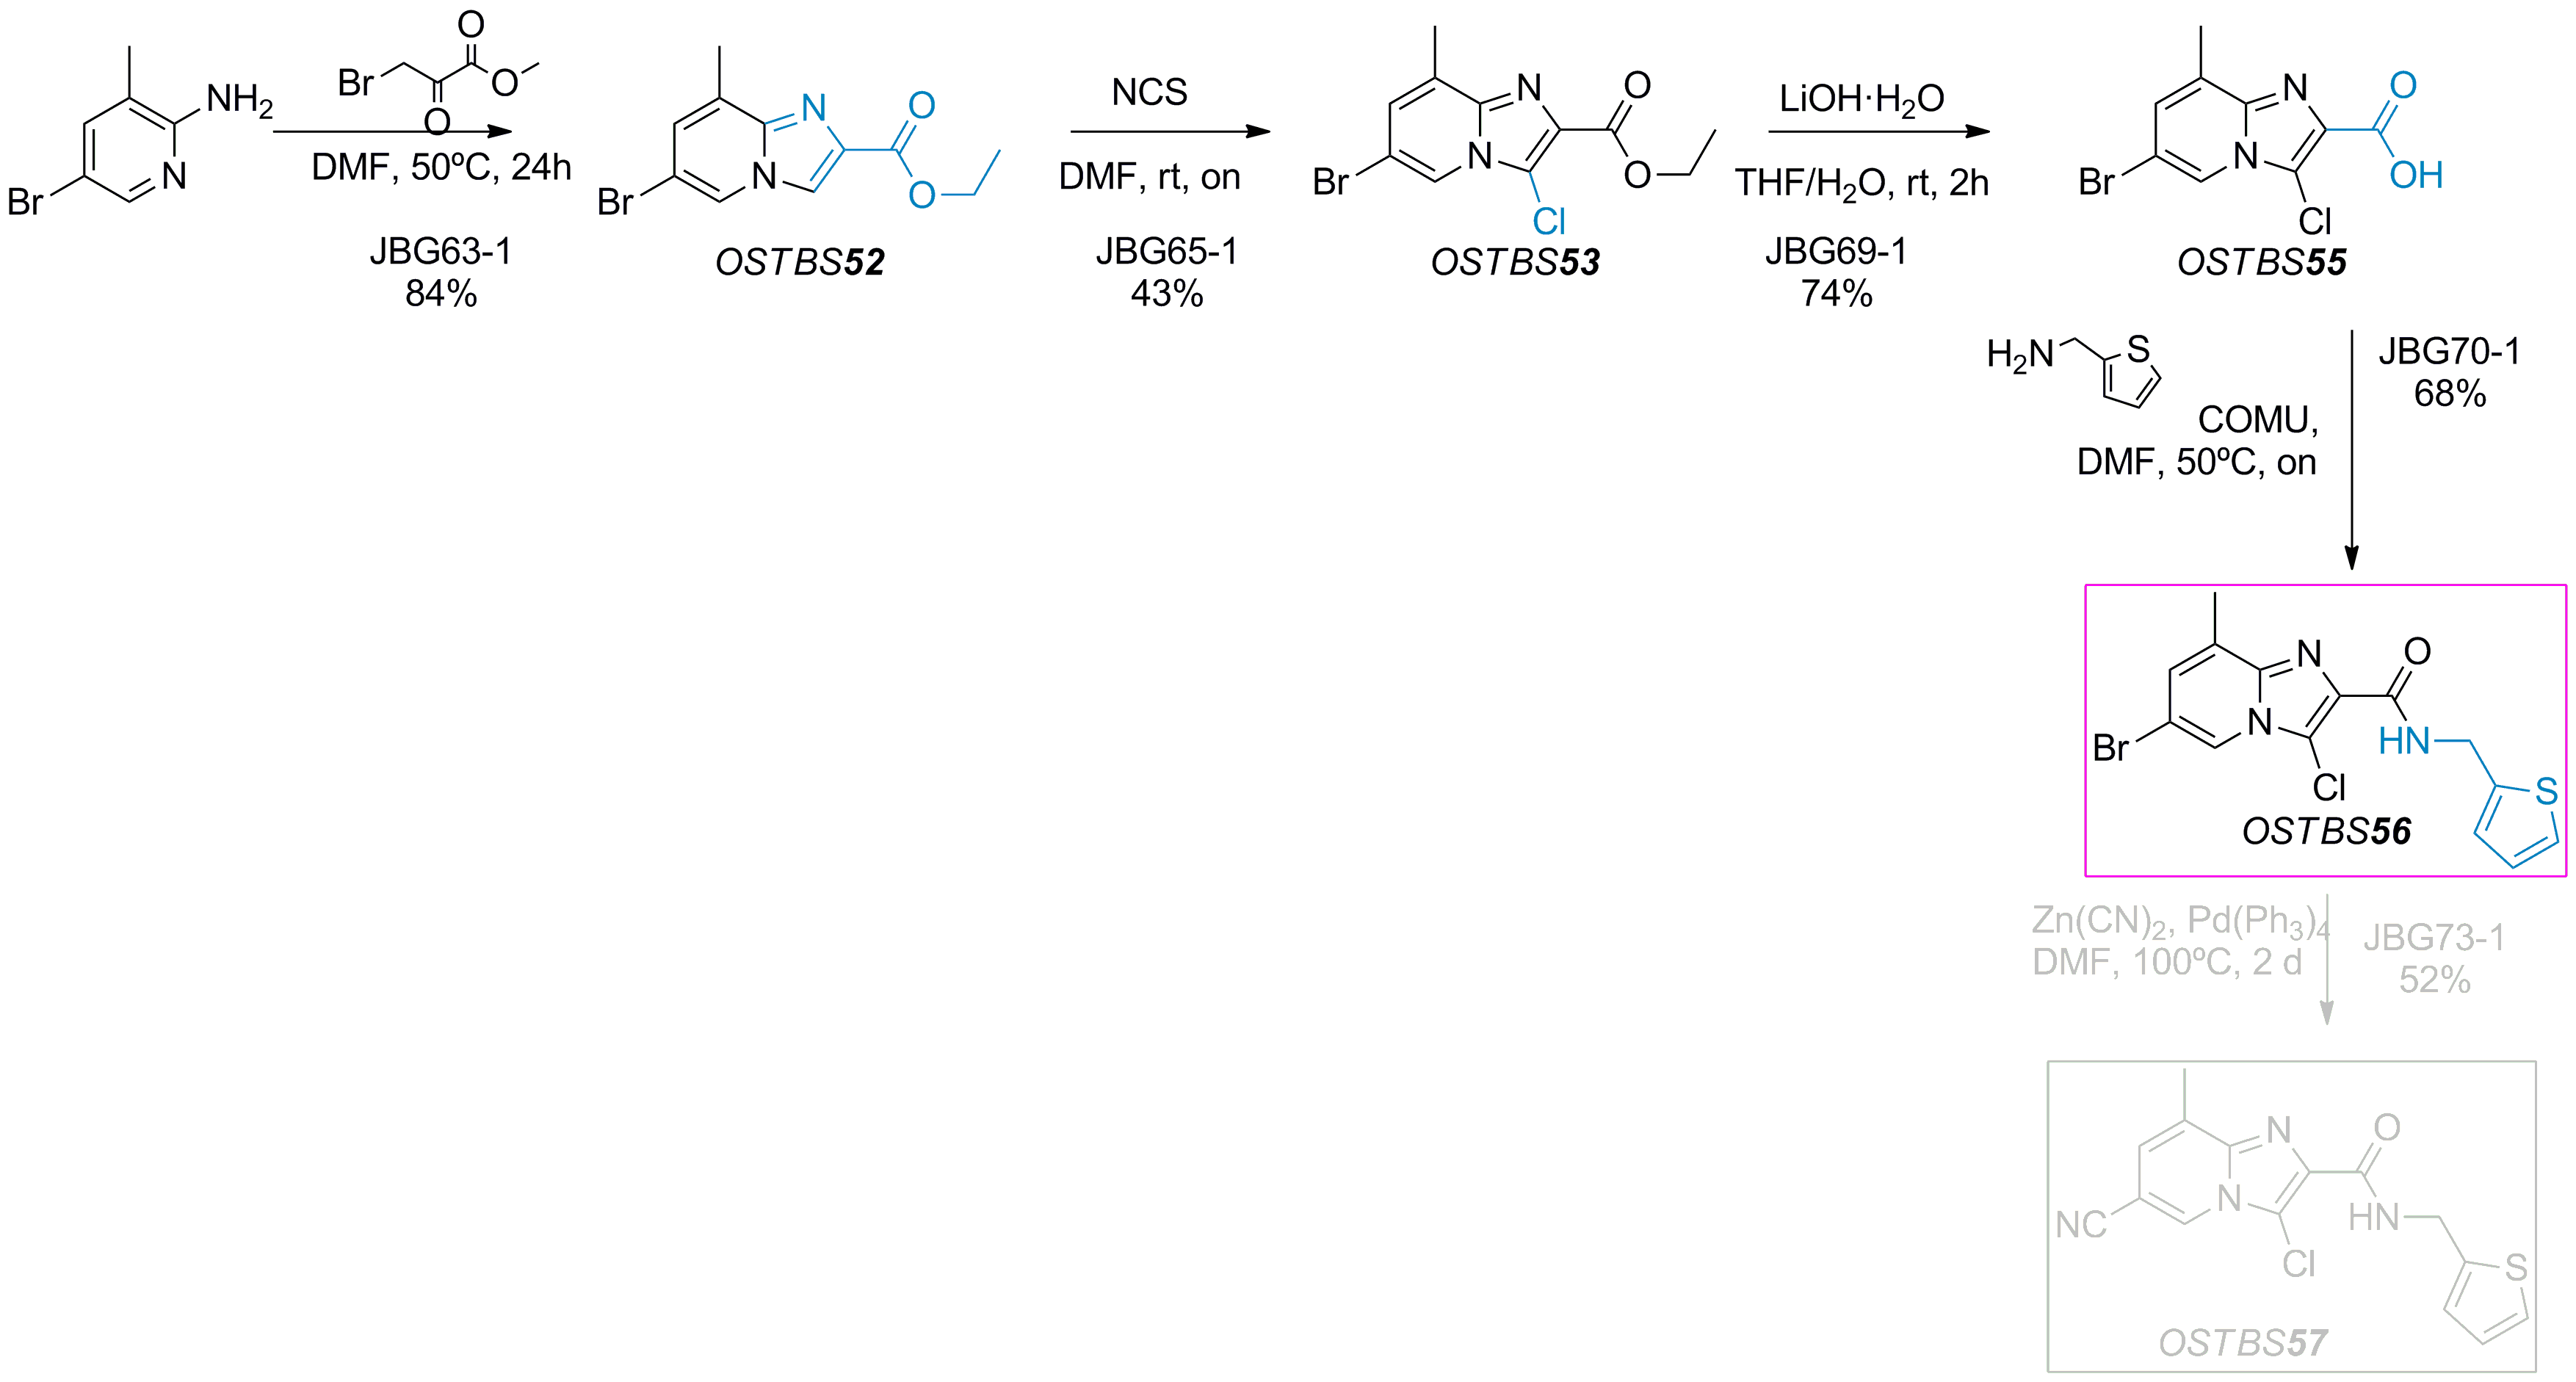 Br
NH2
N
Br
O
O
O
DMF, 50ºC, 24h
JBG63-1
84%
Br
N
N
O
O
OSTBS52
NCS
DMF, rt, on
JBG65-1
43%
Br
N
N
O
O
Cl
OSTBS53
LiOH·H2O
THF/H2O, rt, 2h
JBG69-1
74%
Br
N
N
O
OH
Cl
OSTBS55
H2N
S
COMU,
DMF, 50ºC, on
JBG70-1
68%
Br
N
N
O
HN
Cl
S
OSTBS56
Zn(CN)2, Pd(Ph3)4
DMF, 100ºC, 2 d
JBG73-1
52%
NC
N
N
O
HN
Cl
S
OSTBS57